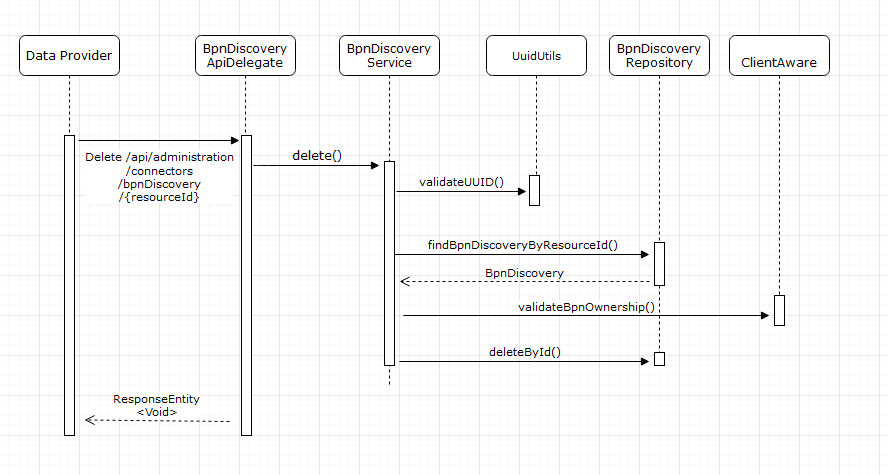 Data Provider
BpnDiscovery
ApiDelegate
BpnDiscovery
Service
UuidUtils
BpnDiscovery
Repository
ClientAware
Delete /api/administration
/connectors
/bpnDiscovery
/{resourceId}
delete()
validateUUID()
findBpnDiscoveryByResourceId()
BpnDiscovery
validateBpnOwnership()
deleteById()
ResponseEntity
<Void>